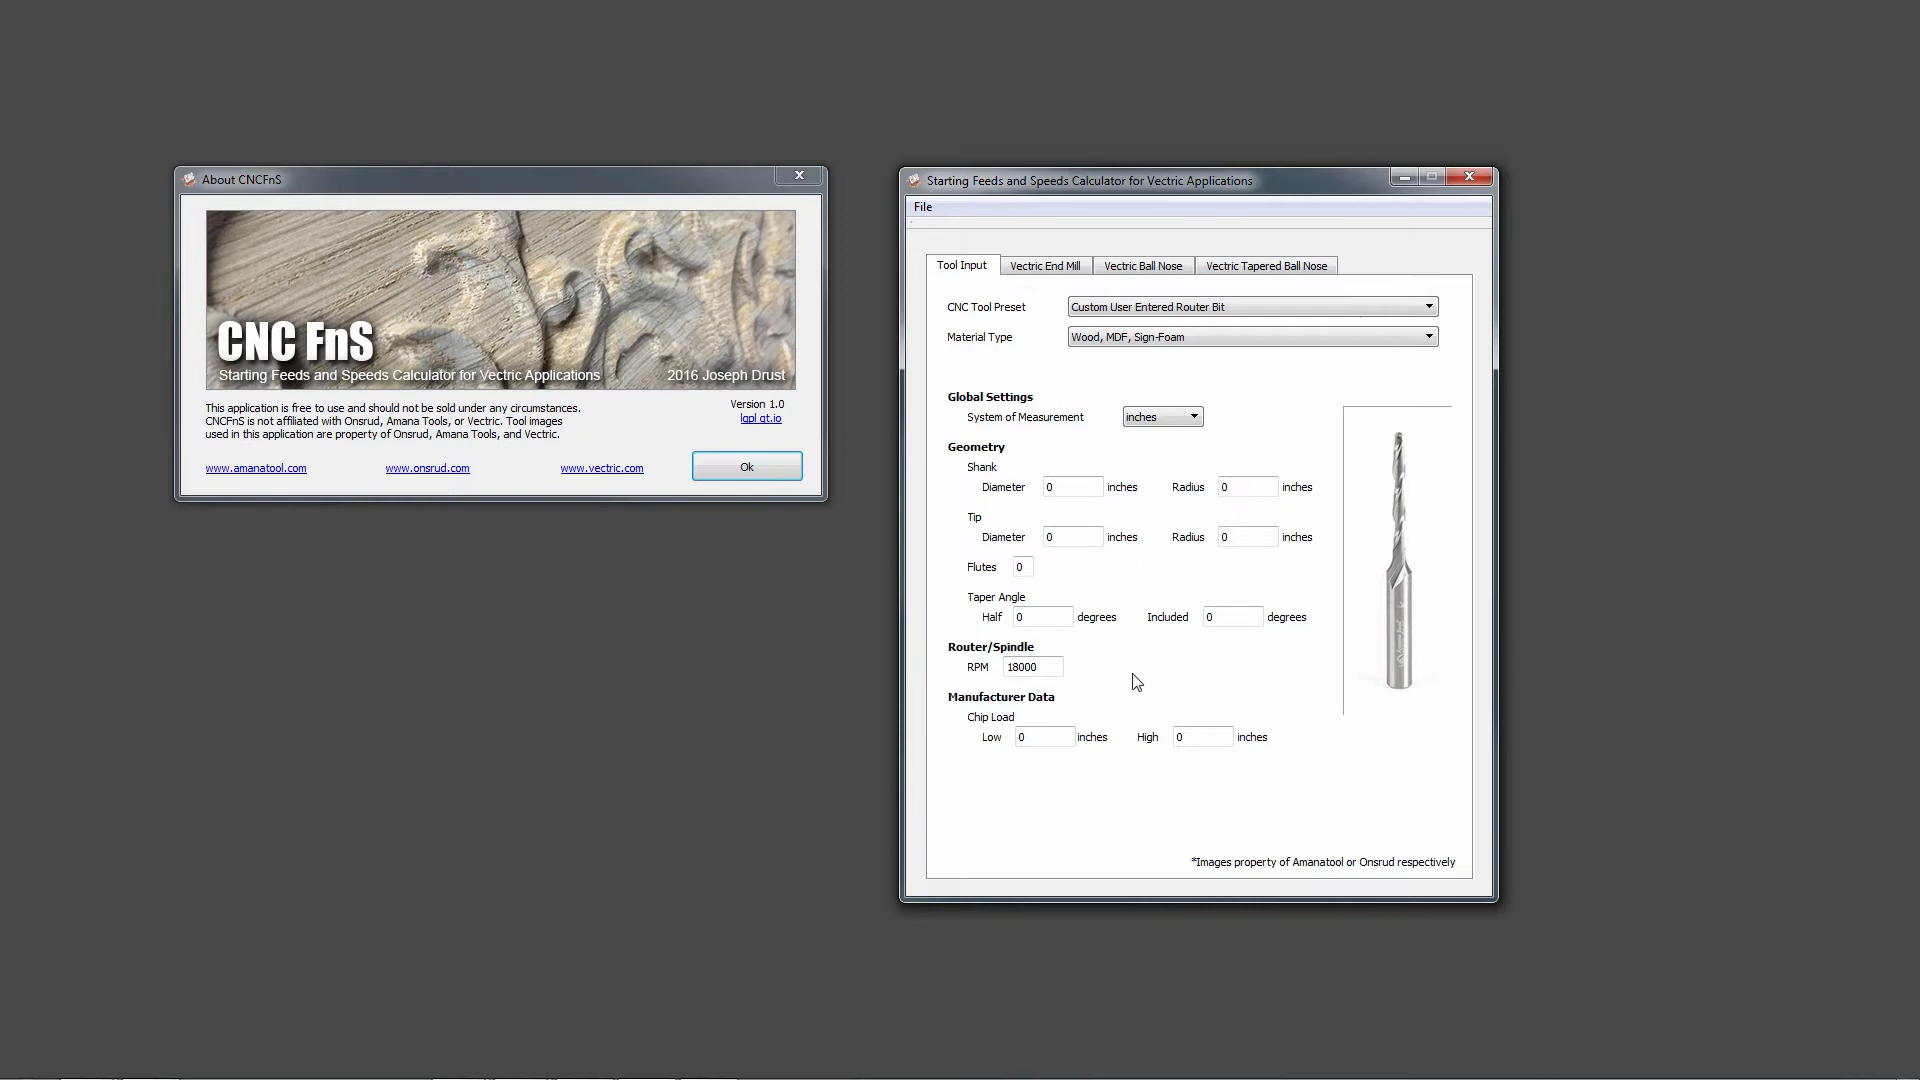 About CNCFnS
CNC FnS
Starting Feeds and Speeds Calculator for Vectric Applications
2016 Joseph Drust
This application is free to use and should not be sold under any circumstances.
CNCFnS is not affiliated with Onsrud, Amana Tools, or Vectric. Tool images
used in this application are property of Onsrud, Amana Tools, and Vectric.
Version 1.0
lgpl qt.io
www.amanatool.com
www.onsrud.com
www.vectric.com
Ok
Starting Feeds and Speeds Calculator for Vectric Applications
File
Tool Input
Vectric End Mill
Vectric Ball Nose
Vectric Tapered Ball Nose
CNC Tool Preset
Custom User Entered Router Bit
Material Type
Wood, MDF, Sign-Foam
Global Settings
System of Measurement
inches
Geometry
Shank
Diameter 0 inches Radius 0 inches
Tip
Diameter 0 inches Radius 0 inches
Flutes 0
Taper Angle
Half 0 degrees Included 0 degrees
Router/Spindle
RPM 18000
Manufacturer Data
Chip Load
Low 0 inches High 0 inches
*Images property of Amanatool or Onsrud respectively